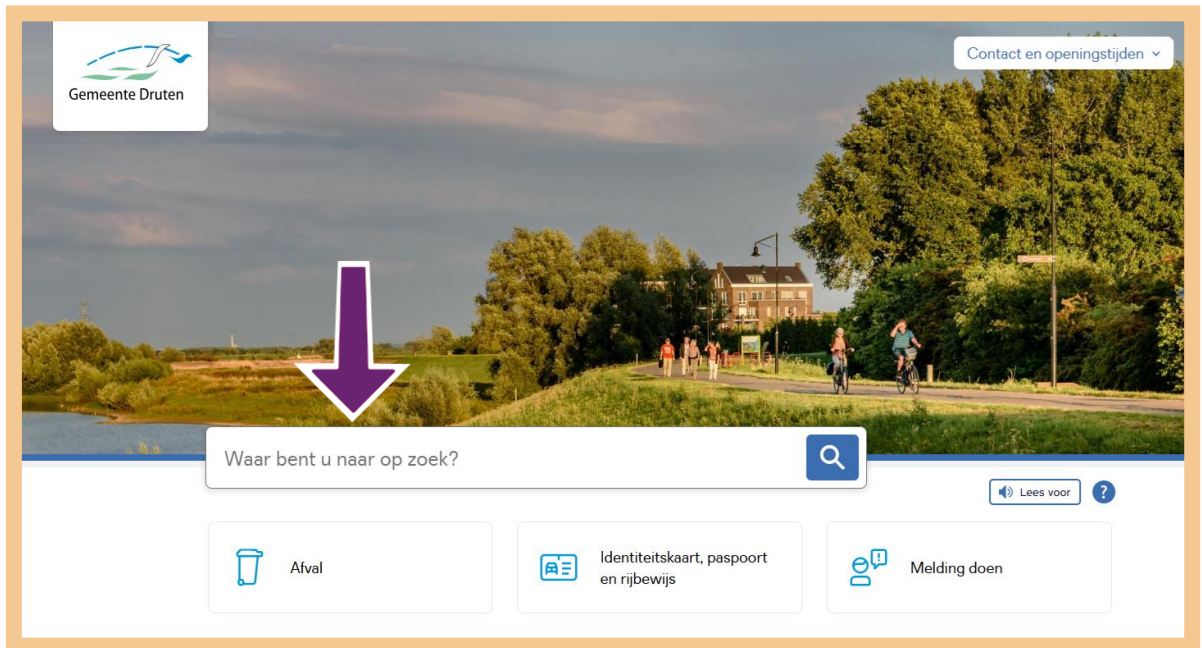 Gemeente Druten
Contact en openingstijden
Waar bent u naar op zoek?
Lees voor
?
Afval
Identiteitskaart, paspoort
en rijbewijs
Melding doen